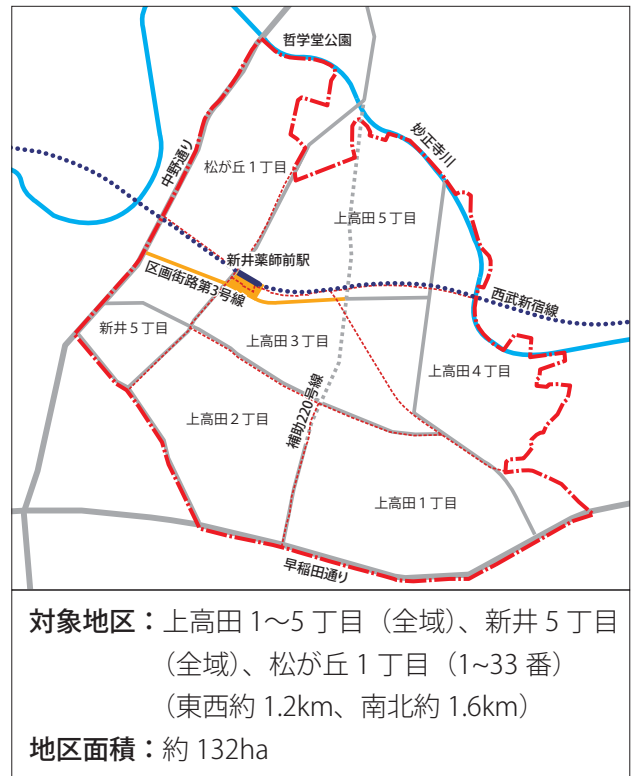 哲学堂公園
妙正寺川
中野通り
松が丘1丁目
上高田5丁目
新井薬師前駅
区画街路第3号線
西武新宿線
新井5丁目
上高田3丁目
上高田4丁目
補助220号線
上高田2丁目
上高田1丁目
早稲田通り
対象地区：上高田 1〜5 丁目（全域）、新井 5 丁目
（全域）、松が丘 1 丁目（1~33 番）
（東西約 1.2km、南北約 1.6km）
地区面積：約 132ha